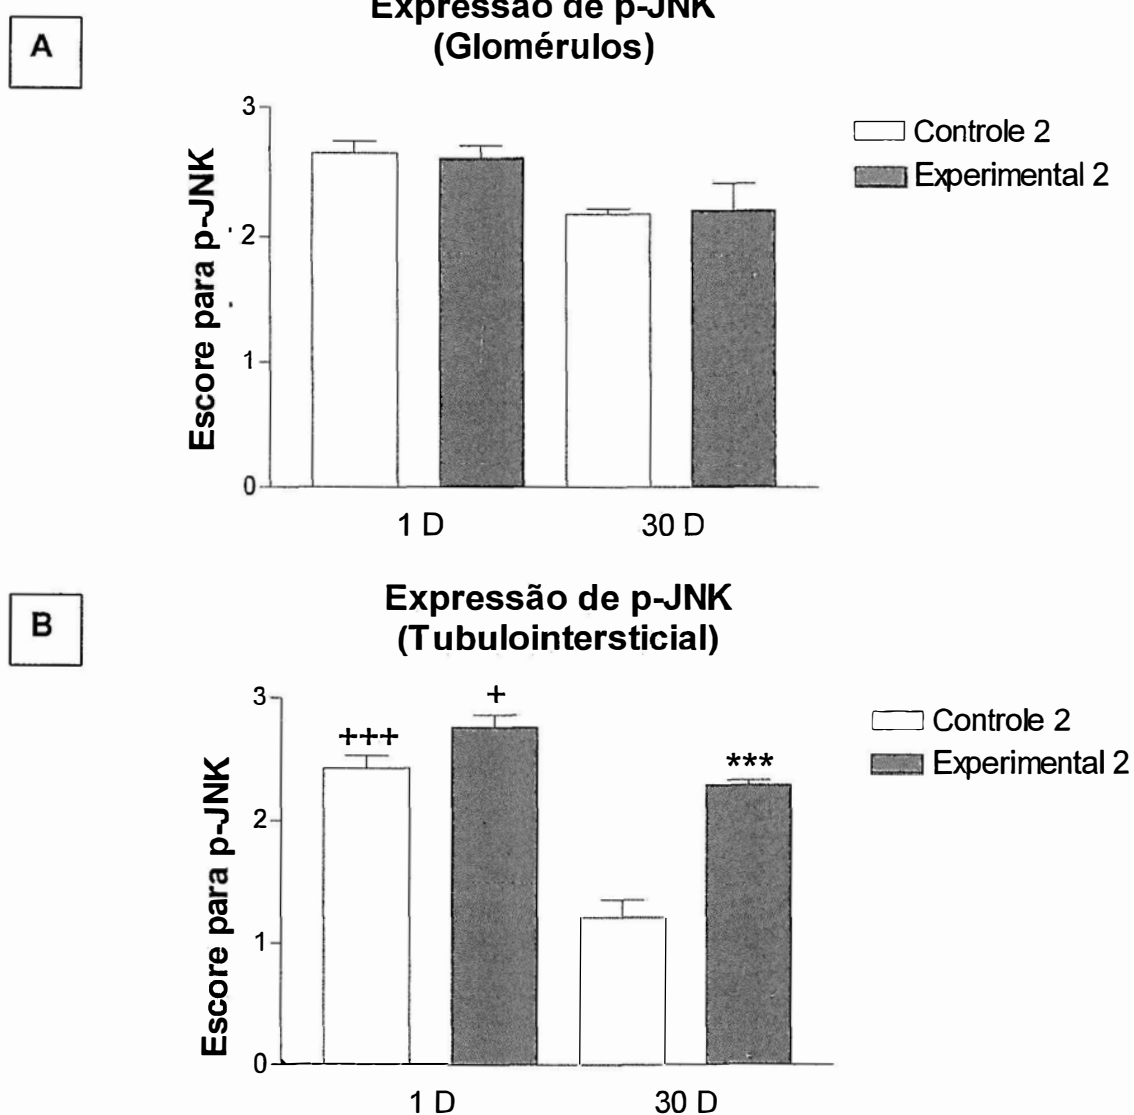 Expressão de p-JNK
(Glomérulos)
A
3
2
1
0
Escore para p-JNK
Controle 2
Experimental 2
1 D
30 D
Expressão de p-JNK
(Tubulointersticial)
B
3
2
1
0
Escore para p-JNK
+++
+
***
Controle 2
Experimental 2
1 D
30 D